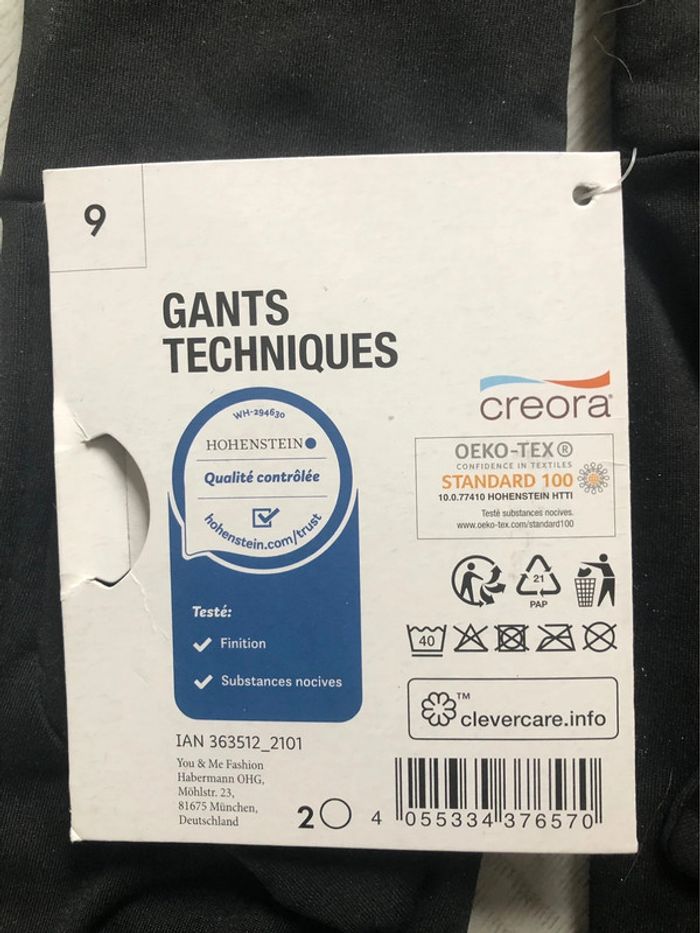 9
GANTS
TECHNIQUES
WH-294630
HOHENSTEIN
Qualité contrôlée
hohenstein.com/trust
Testé:
Finition
Substances nocives
IAN 363512_2101
You & Me Fashion
Habermann OHG,
Möhlstr. 23,
81675 München,
Deutschland
creora®
OEKO-TEX®
CONFIDENCE IN TEXTILES
STANDARD 100
10.0.77410 HOHENSTEIN HTTI
Testé substances nocives.
www.oeko-tex.com/standard100
21
PAP
40
™
clevercare.info
2
4 055334 376570